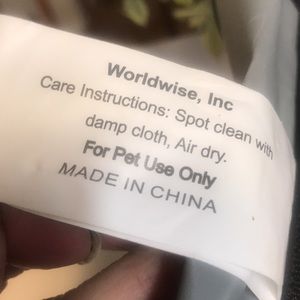 Worldwise, Inc
Care Instructions: Spot clean with
damp cloth, Air dry.
For Pet Use Only
MADE IN CHINA